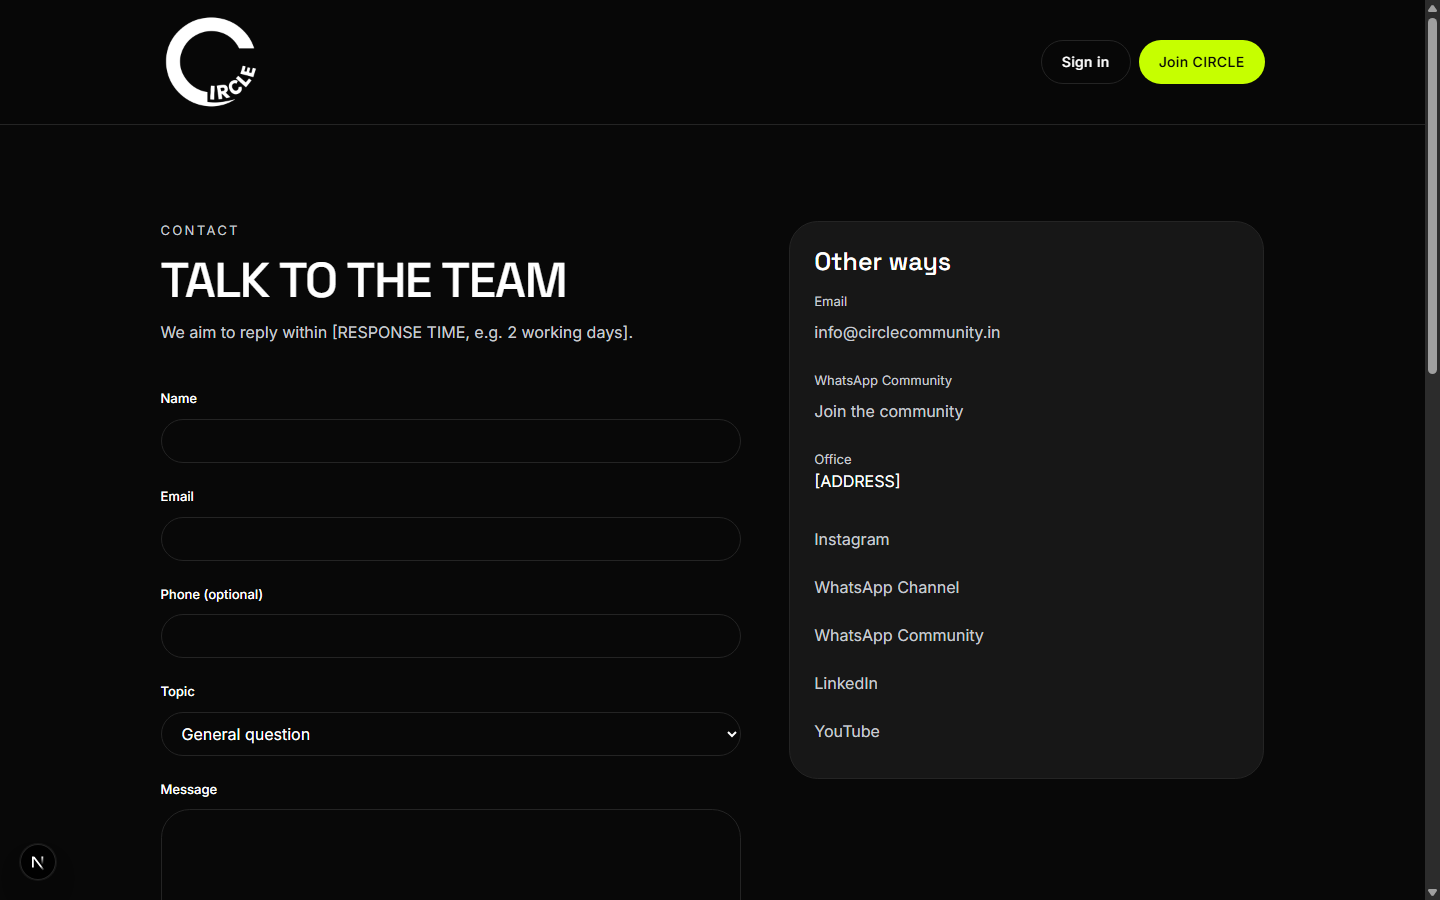 CIRCLE
Sign in
Join CIRCLE
CONTACT
TALK TO THE TEAM
We aim to reply within [RESPONSE TIME, e.g. 2 working days].
Name
Email
Phone (optional)
Topic
General question
Message
Other ways
Email
info@circlecommunity.in
WhatsApp Community
Join the community
Office
[ADDRESS]
Instagram
WhatsApp Channel
WhatsApp Community
LinkedIn
YouTube
N